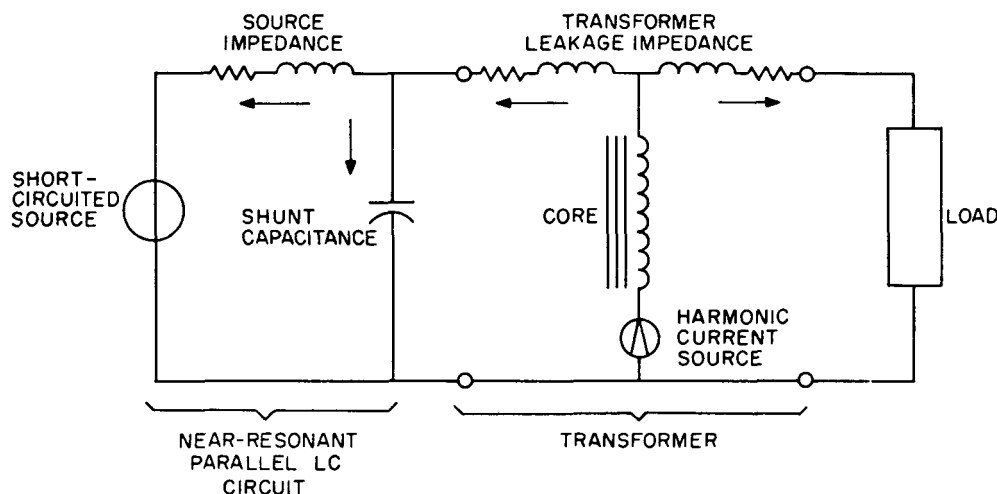 SOURCE
IMPEDANCE
TRANSFORMER
LEAKAGE IMPEDANCE
SHORT-
CIRCUITED
SOURCE
SHUNT
CAPACITANCE
CORE
LOAD
HARMONIC
CURRENT
SOURCE
NEAR-RESONANT
PARALLEL LC
CIRCUIT
TRANSFORMER